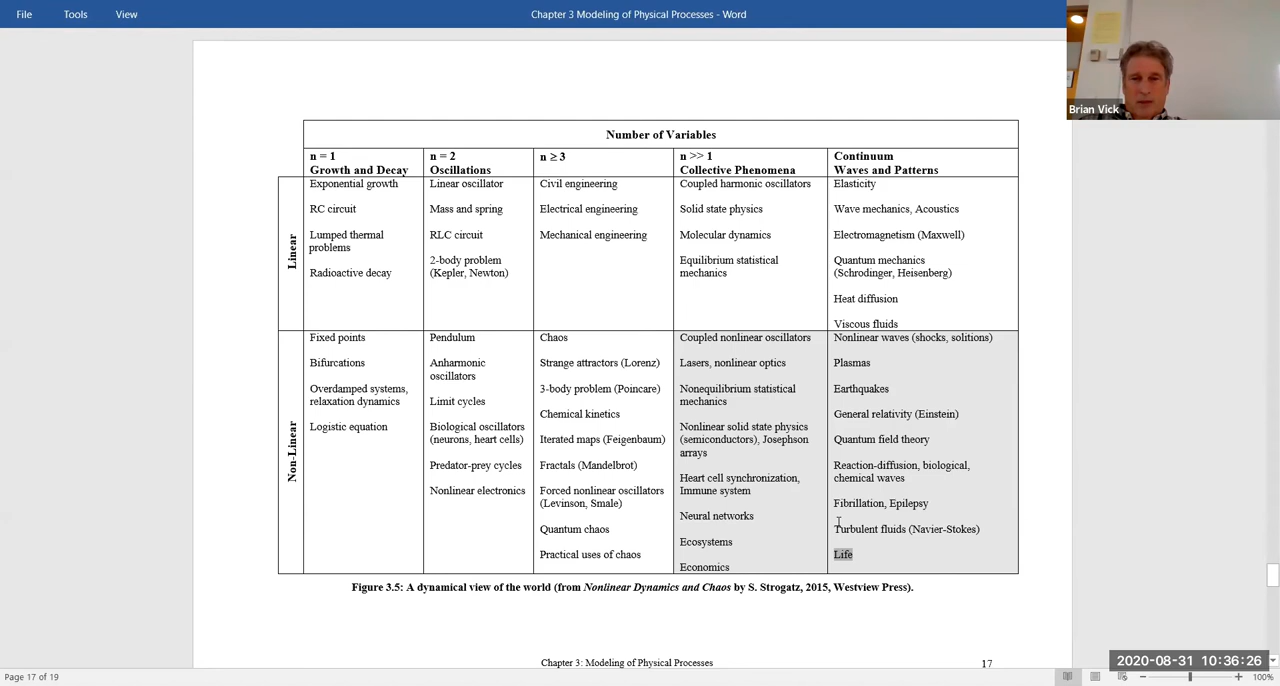 File Tools View
Chapter 3 Modeling of Physical Processes - Word
Brian Vick
Number of Variables
n = 1
Growth and Decay
n = 2
Oscillations
n ≥ 3
n >> 1
Collective Phenomena
Continuum
Waves and Patterns
Linear
Exponential growth
RC circuit
Lumped thermal
problems
Radioactive decay
Linear oscillator
Mass and spring
RLC circuit
2-body problem
(Kepler, Newton)
Civil engineering
Electrical engineering
Mechanical engineering
Coupled harmonic oscillators
Solid state physics
Molecular dynamics
Equilibrium statistical
mechanics
Elasticity
Wave mechanics, Acoustics
Electromagnetism (Maxwell)
Quantum mechanics
(Schrodinger, Heisenberg)
Heat diffusion
Viscous fluids
Non-Linear
Fixed points
Bifurcations
Overdamped systems,
relaxation dynamics
Logistic equation
Pendulum
Anharmonic
oscillators
Limit cycles
Biological oscillators
(neurons, heart cells)
Predator-prey cycles
Nonlinear electronics
Chaos
Strange attractors (Lorenz)
3-body problem (Poincare)
Chemical kinetics
Iterated maps (Feigenbaum)
Fractals (Mandelbrot)
Forced nonlinear oscillators
(Levinson, Smale)
Quantum chaos
Practical uses of chaos
Coupled nonlinear oscillators
Lasers, nonlinear optics
Nonequilibrium statistical
mechanics
Nonlinear solid state physics
(semiconductors), Josephson
arrays
Heart cell synchronization,
Immune system
Neural networks
Ecosystems
Economics
Nonlinear waves (shocks, solitions)
Plasmas
Earthquakes
General relativity (Einstein)
Quantum field theory
Reaction-diffusion, biological,
chemical waves
Fibrillation, Epilepsy
Turbulent fluids (Navier-Stokes)
Life
Figure 3.5: A dynamical view of the world (from Nonlinear Dynamics and Chaos by S. Strogatz, 2015, Westview Press).
Chapter 3: Modeling of Physical Processes 17
2020-08-31 10:36:26
Page 17 of 19
100%